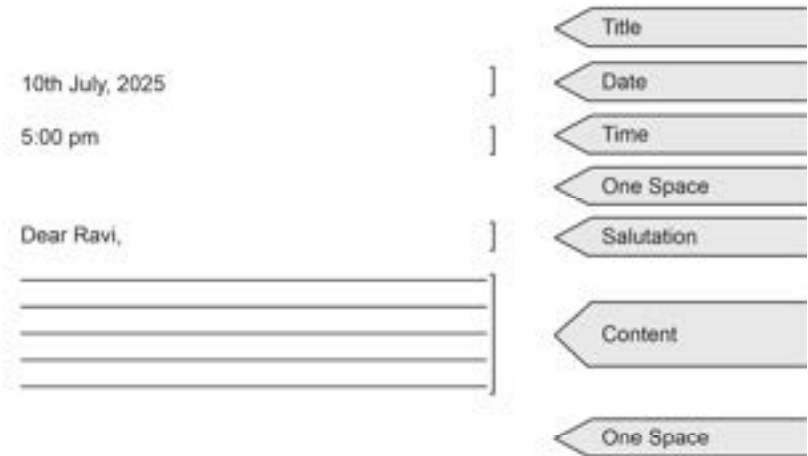 Title
10th July, 2025
Date
5:00 pm
Time
One Space
Dear Ravi,
Salutation
Content
One Space